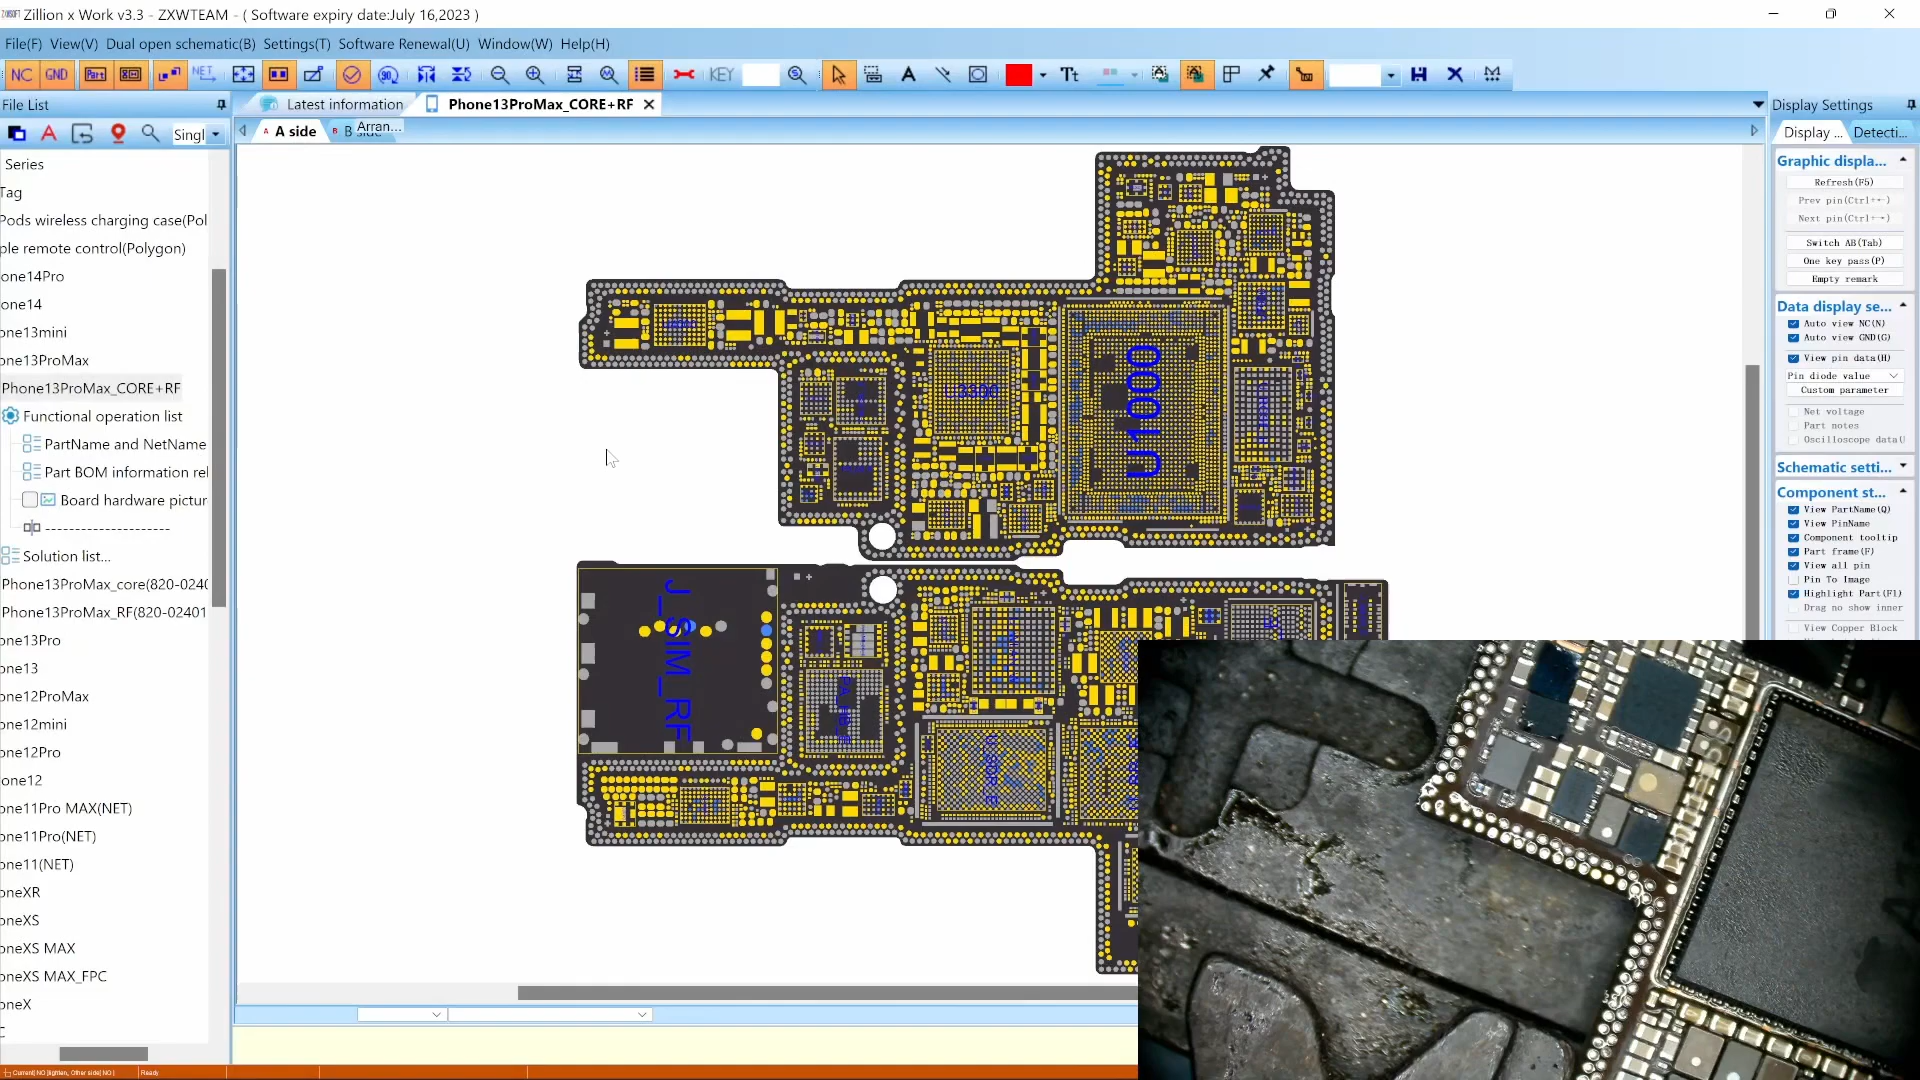 Zillion x Work v3.3 - ZXWTEAM - ( Software expiry date:July 16,2023 )
File(F) View(V) Dual open schematic(B) Settings(T) Software Renewal(U) Window(W) Help(H)
NC GND Part NET KEY
File List
Latest information
Phone13ProMax_CORE+RF
Display Settings
Singl
A side
B side
Arran...
Display ...
Detecti...
Series
Tag
Pods wireless charging case(Pol
ple remote control(Polygon)
one14Pro
one14
one13mini
one13ProMax
Phone13ProMax_CORE+RF
Functional operation list
PartName and NetName
Part BOM information rel
Board hardware pictur
---------------------
Solution list...
Phone13ProMax_core(820-0240
Phone13ProMax_RF(820-02401
one13Pro
one13
one12ProMax
one12mini
one12Pro
one12
one11Pro MAX(NET)
one11Pro(NET)
one11(NET)
oneXR
oneXS
oneXS MAX
oneXS MAX_FPC
oneX
U1000
J_SIM_RF
Graphic displa...
Refresh(F5)
Prev pin(Ctrl+←)
Next pin(Ctrl+→)
Switch AB(Tab)
One key pass(P)
Empty remark
Data display se...
Auto view NC(N)
Auto view GND(G)
View pin data(H)
Pin diode value
Custom parameter
Net voltage
Part notes
Oscilloscope data(U
Schematic setti...
Component st...
View PartName(Q)
View PinName
Component tooltip
Part frame(F)
View all pin
Pin To Image
Highlight Part(F1)
Drag no show inner
View Copper Block
Ready